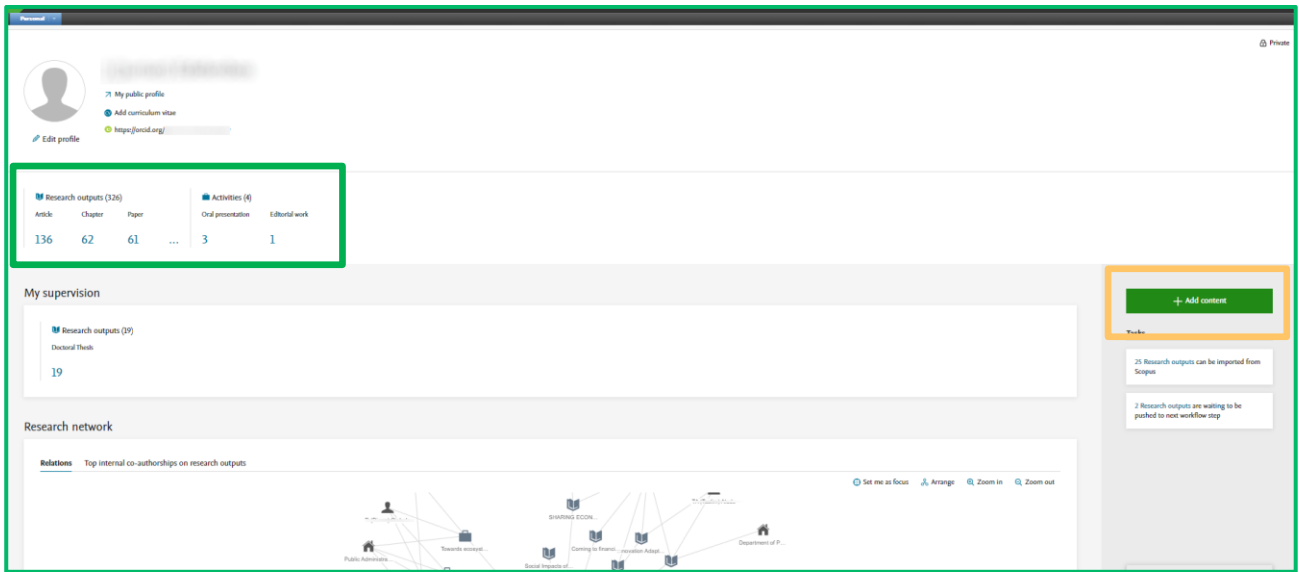 Personal
Private
My public profile
Add curriculum vitae
https://orcid.org/
Edit profile
Research outputs (326)
Activities (4)
Article Chapter Paper
Oral presentation Editorial work
136 62 61 ... 3 1
My supervision
+ Add content
Tasks
Research outputs (19)
Doctoral Thesis
19
25 Research outputs can be imported from
Scopus
2 Research outputs are waiting to be
pushed to next workflow step
Research network
Relations Top internal co-authorships on research outputs
Set me as focus Arrange Zoom in Zoom out
SHARING ECON...
Towards ecosyst...
Coming to financi...
...nnovation Adapt...
Department of P...
Public Administra...
Social Impacts of...